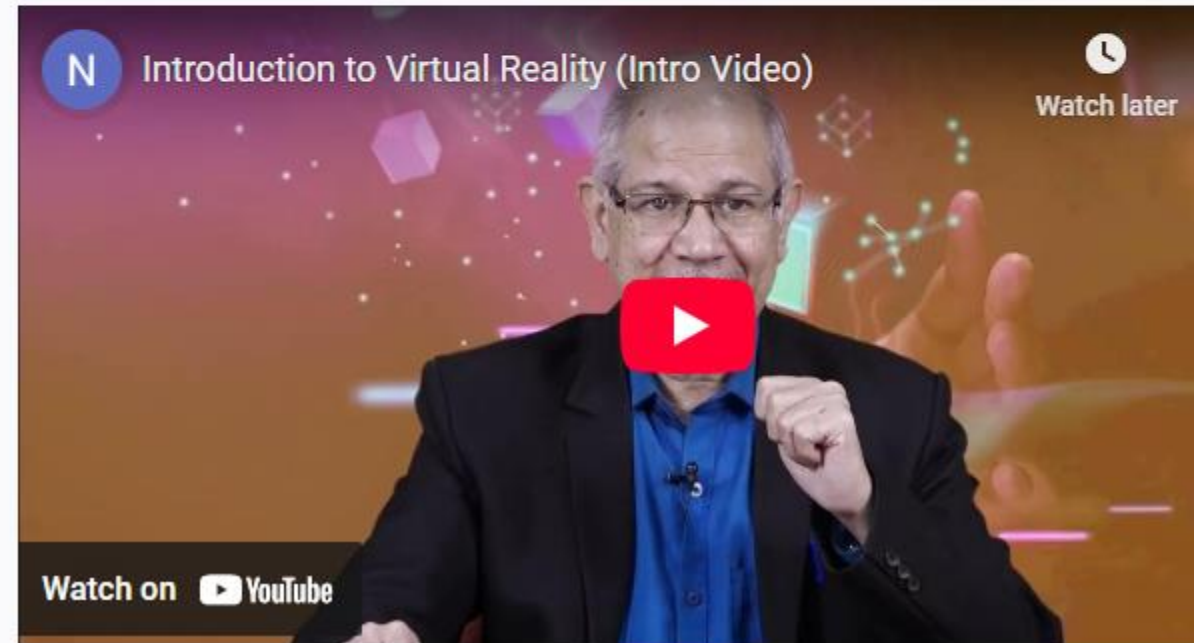 N
Introduction to Virtual Reality (Intro Video)
Watch later
Watch on YouTube